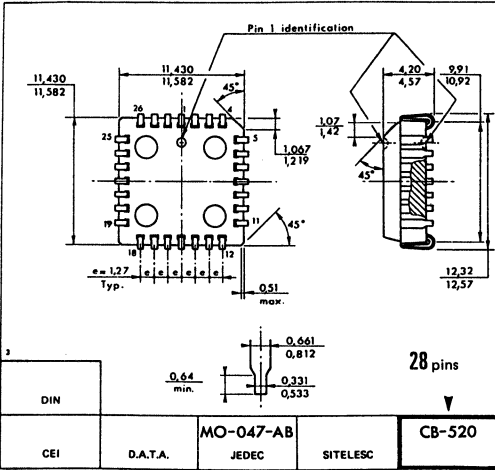 Pin 1 identification
11,430
11,582
4,20
4,57
9,91
10,92
45°
11,430
11,582
26
1
4
25
5
1,067
1,219
1,07
1,42
45°
19
11
45°
18
12
e=1,27
Typ.
e e e e e
0,51
max.
12,32
12,57
0,661
0,812
0,64
min.
0,331
0,533
28 pins
DIN
MO-047-AB
CB-520
CEI
D.A.T.A.
JEDEC
SITELESC